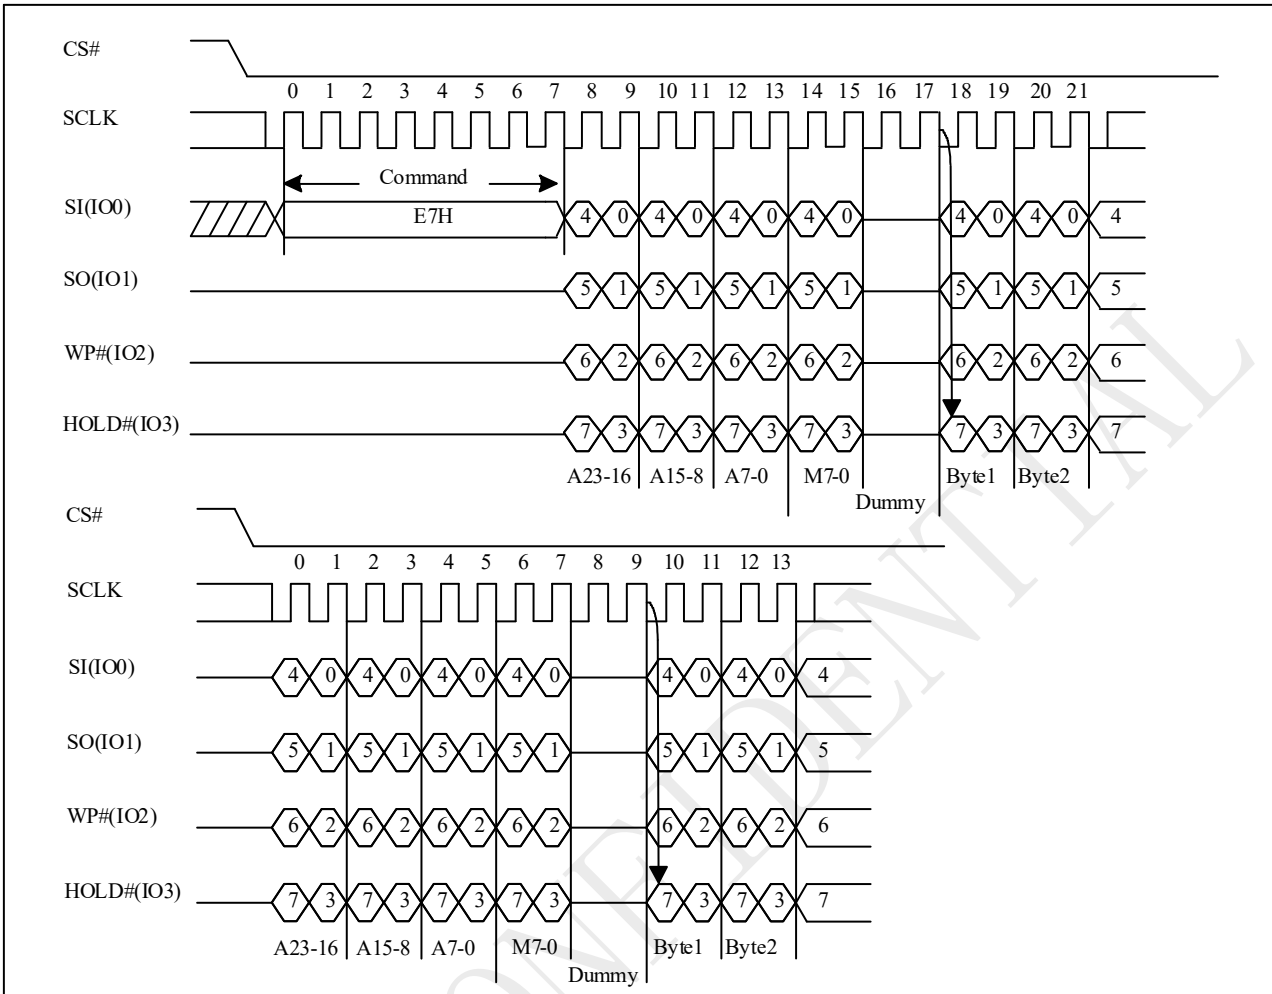 CS#
0 1 2 3 4 5 6 7 8 9 10 11 12 13 14 15 16 17 18 19 20 21
SCLK
Command
SI(IO0) E7H 4 0 4 0 4 0 4 0 4 0 4 0 4
SO(IO1) 5 1 5 1 5 1 5 1 5 1 5 1 5
WP#(IO2) 6 2 6 2 6 2 6 2 6 2 6 2 6
HOLD#(IO3) 7 3 7 3 7 3 7 3 7 3 7 3 7
A23-16 A15-8 A7-0 M7-0 Byte1 Byte2
Dummy
CS#
0 1 2 3 4 5 6 7 8 9 10 11 12 13
SCLK
SI(IO0) 4 0 4 0 4 0 4 0 4 0 4 0 4
SO(IO1) 5 1 5 1 5 1 5 1 5 1 5 1 5
WP#(IO2) 6 2 6 2 6 2 6 2 6 2 6 2 6
HOLD#(IO3) 7 3 7 3 7 3 7 3 7 3 7 3 7
A23-16 A15-8 A7-0 M7-0 Byte1 Byte2
Dummy
ONFIDENTIAL